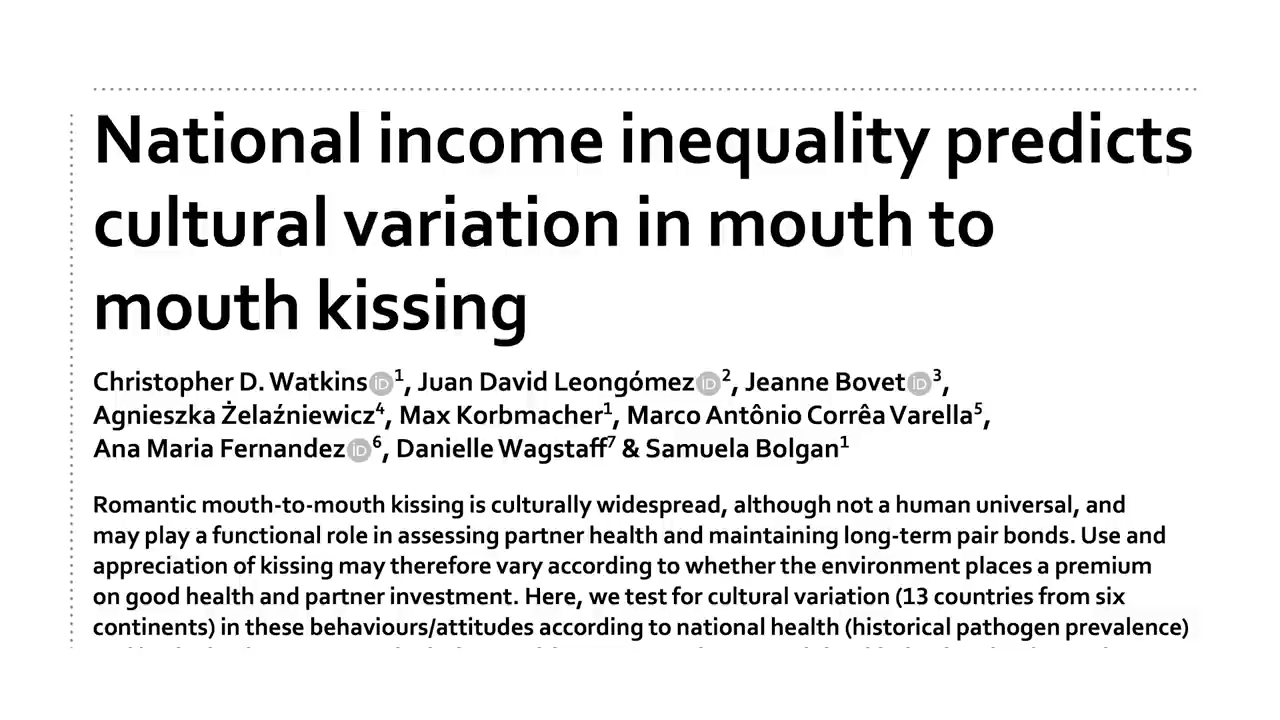 National income inequality predicts
cultural variation in mouth to
mouth kissing
Christopher D. Watkins iD 1, Juan David Leongómez iD 2, Jeanne Bovet iD 3,
Agnieszka Żelaźniewicz4, Max Korbmacher1, Marco Antônio Corrêa Varella5,
Ana Maria Fernandez iD 6, Danielle Wagstaff7 & Samuela Bolgan1
Romantic mouth-to-mouth kissing is culturally widespread, although not a human universal, and
may play a functional role in assessing partner health and maintaining long-term pair bonds. Use and
appreciation of kissing may therefore vary according to whether the environment places a premium
on good health and partner investment. Here, we test for cultural variation (13 countries from six
continents) in these behaviours/attitudes according to national health (historical pathogen prevalence)